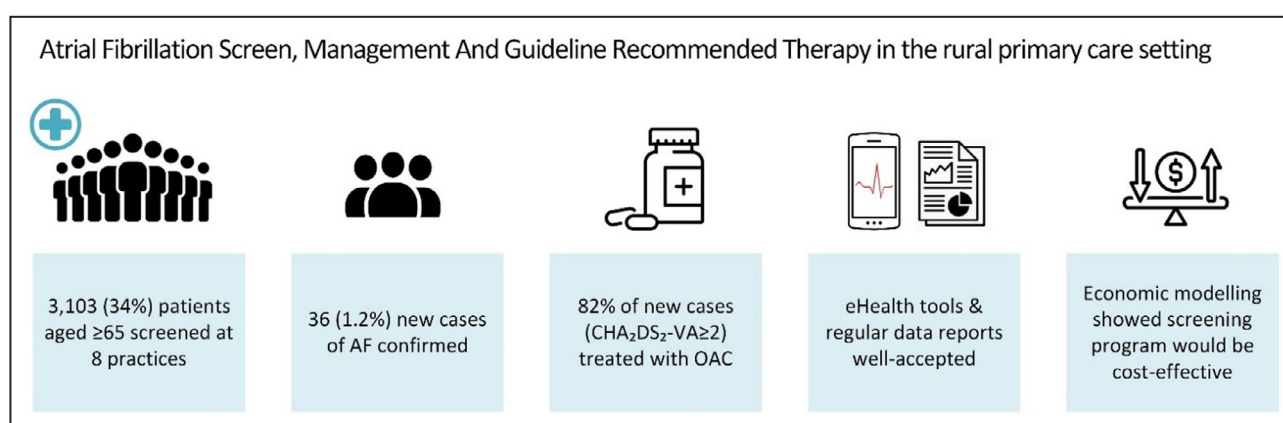 Atrial Fibrillation Screen, Management And Guideline Recommended Therapy in the rural primary care setting
3,103 (34%) patients
aged ≥65 screened at
8 practices
36 (1.2%) new cases
of AF confirmed
82% of new cases
(CHA₂DS₂-VA≥2)
treated with OAC
eHealth tools &
regular data reports
well-accepted
$
Economic modelling
showed screening
program would be
cost-effective